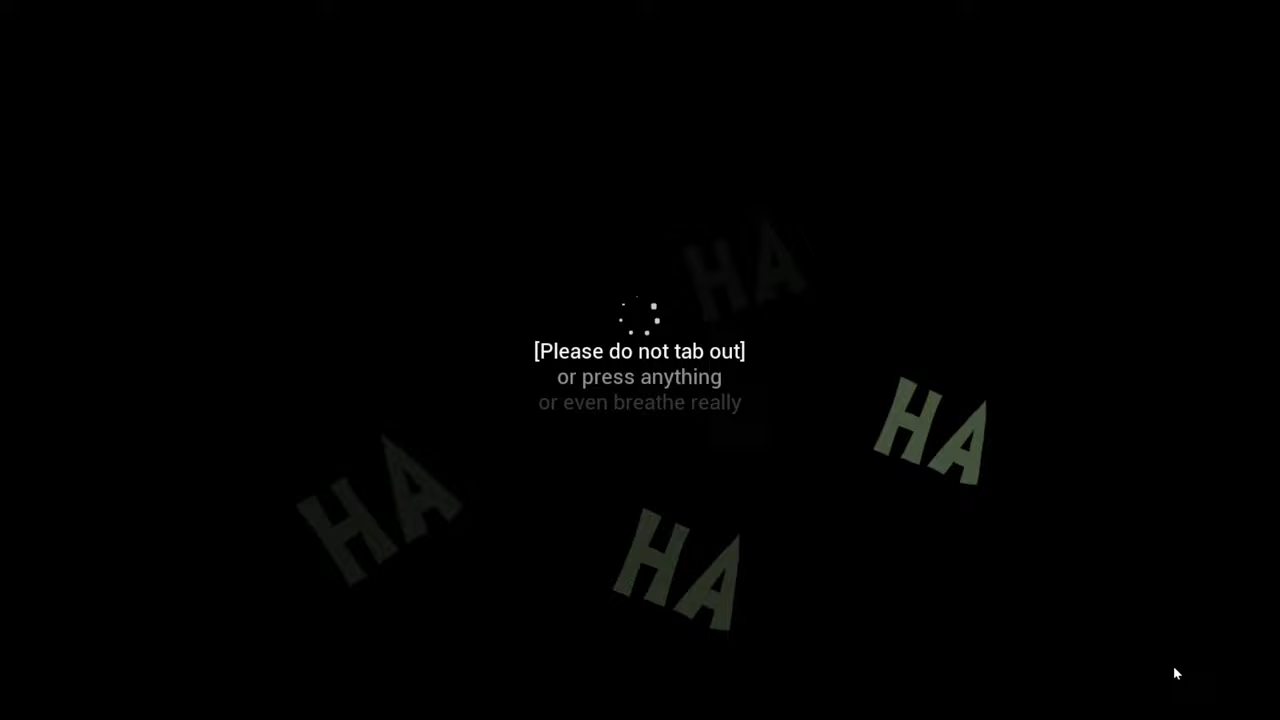 HA
[Please do not tab out]
or press anything
or even breathe really
HA
HA
HA